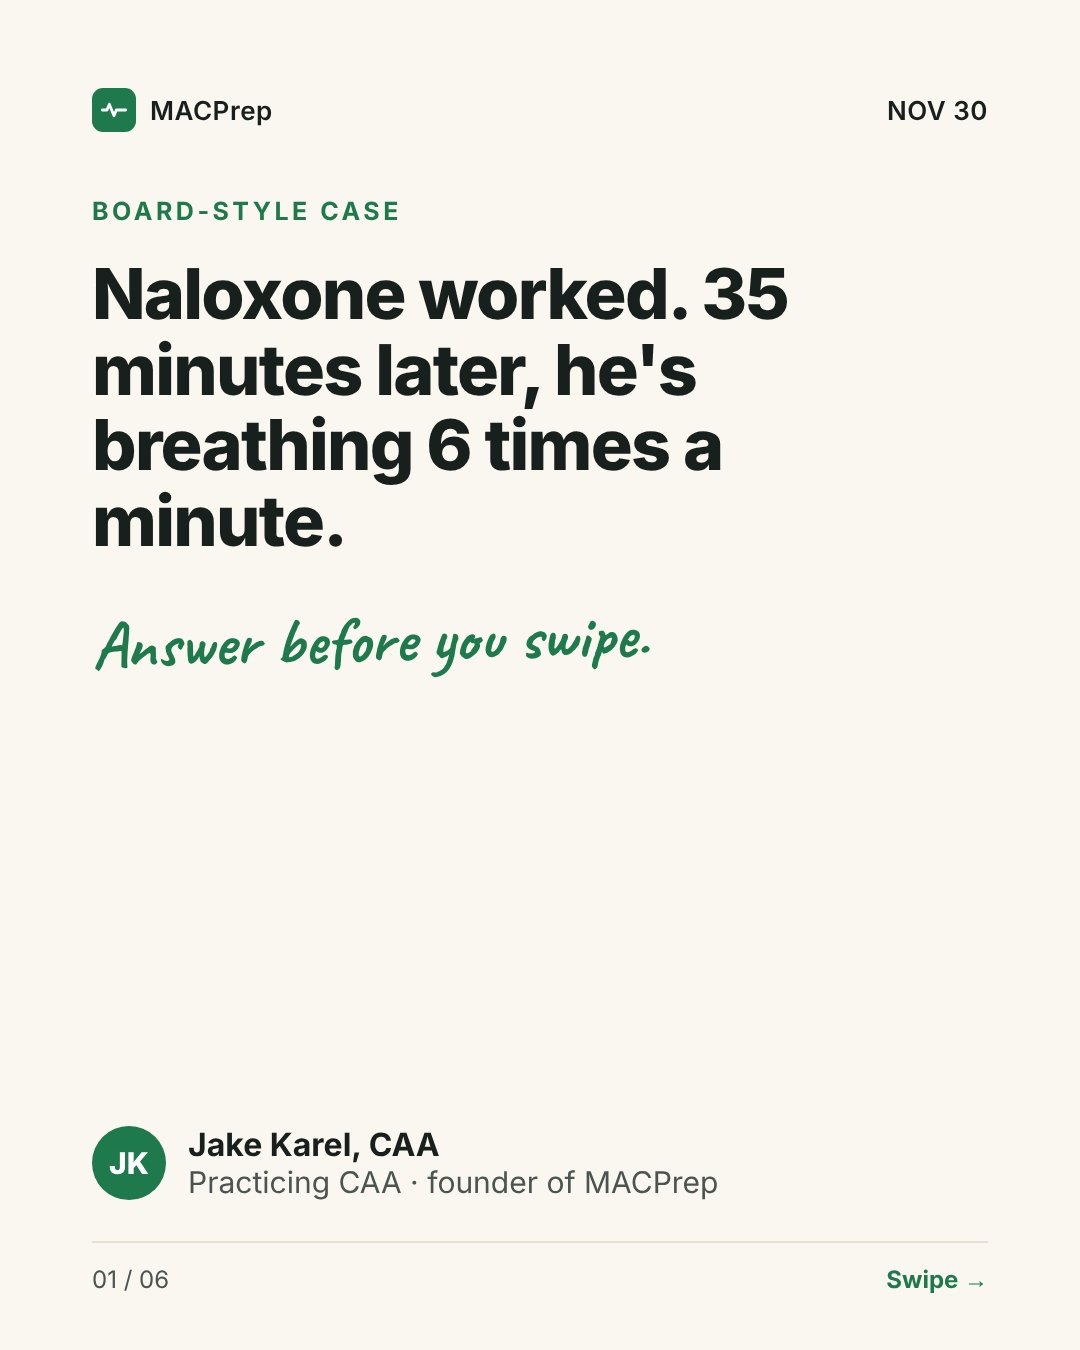 MACPrep
NOV 30
BOARD-STYLE CASE
Naloxone worked. 35
minutes later, he's
breathing 6 times a
minute.
Answer before you swipe.
JK
Jake Karel, CAA
Practicing CAA · founder of MACPrep
01 / 06
Swipe →